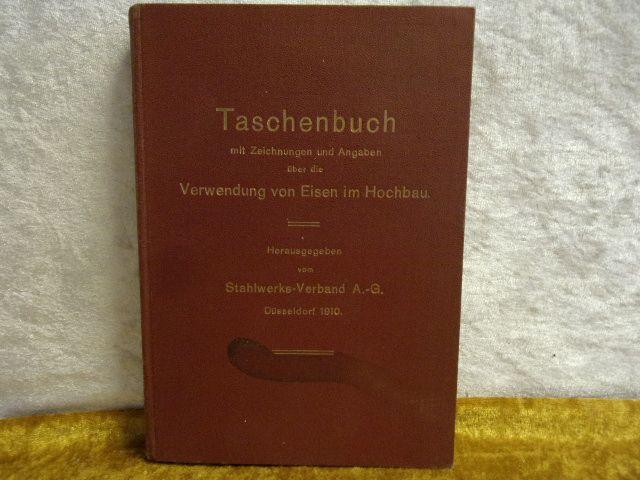 Taschenbuch
mit Zeichnungen und Angaben
über die
Verwendung von Eisen im Hochbau.
Herausgegeben
vom
Stahlwerks-Verband A.-G.
Düsseldorf 1910.